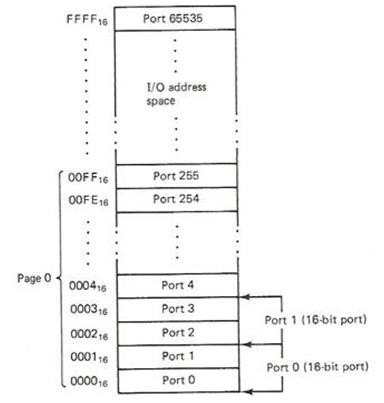 FFFF₁₆ Port 65535
I/O address
space
00FF₁₆ Port 255
00FE₁₆ Port 254
Page 0
0004₁₆ Port 4
0003₁₆ Port 3
Port 1 (16-bit port)
0002₁₆ Port 2
0001₁₆ Port 1
Port 0 (16-bit port)
0000₁₆ Port 0